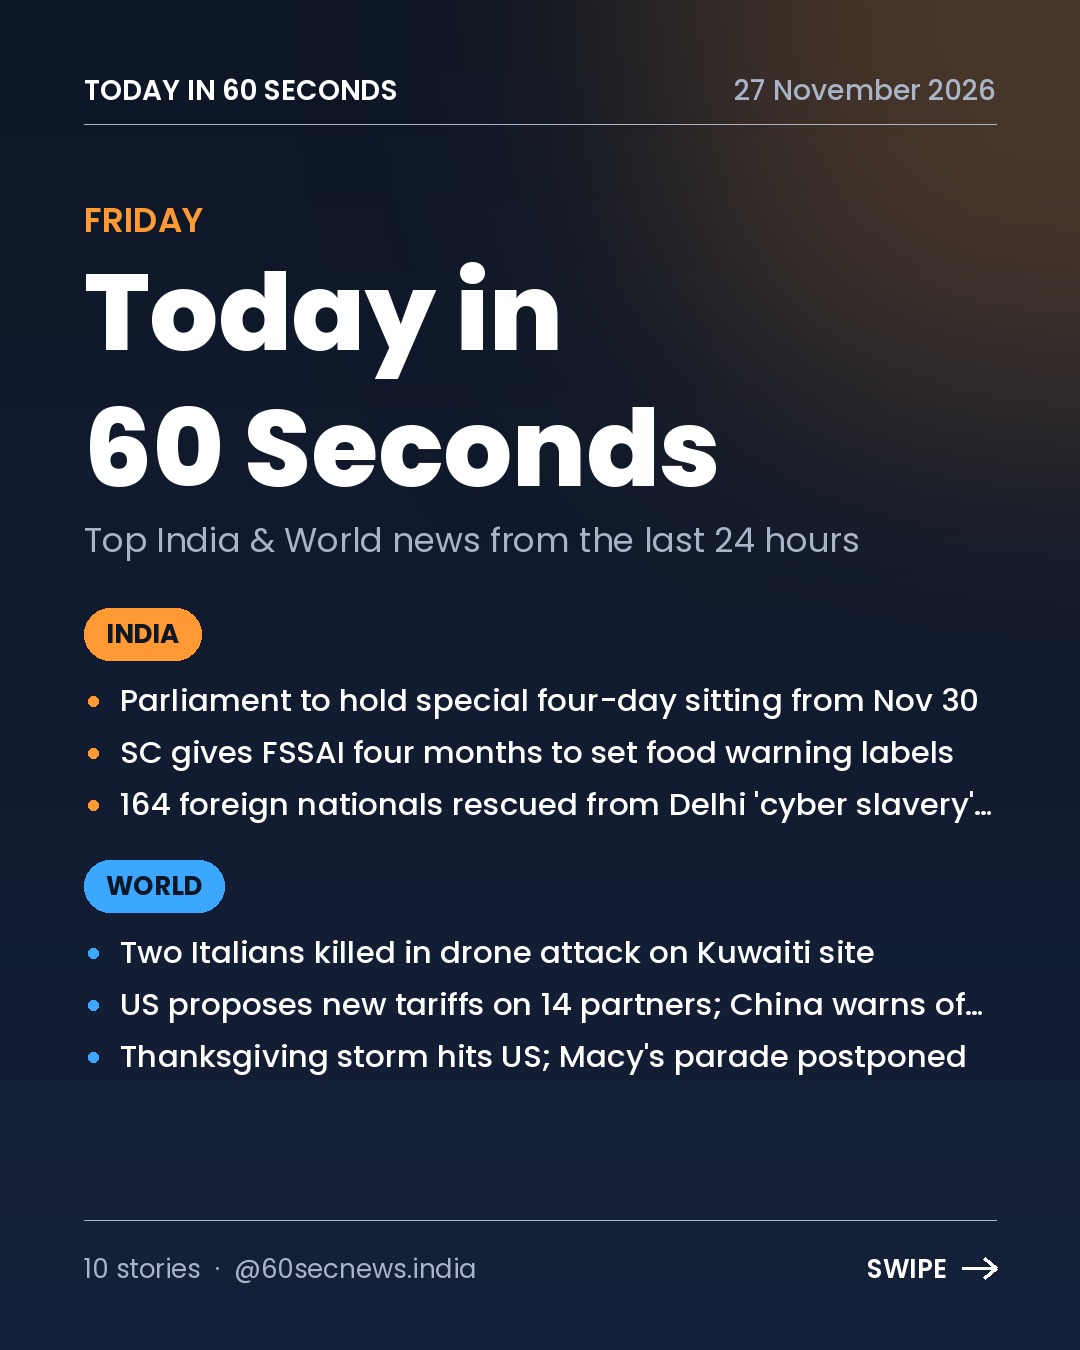 TODAY IN 60 SECONDS
27 November 2026
FRIDAY
Today in
60 Seconds
Top India & World news from the last 24 hours
INDIA
• Parliament to hold special four-day sitting from Nov 30
• SC gives FSSAI four months to set food warning labels
• 164 foreign nationals rescued from Delhi 'cyber slavery'…
WORLD
• Two Italians killed in drone attack on Kuwaiti site
• US proposes new tariffs on 14 partners; China warns of…
• Thanksgiving storm hits US; Macy's parade postponed
10 stories · @60secnews.india
SWIPE →